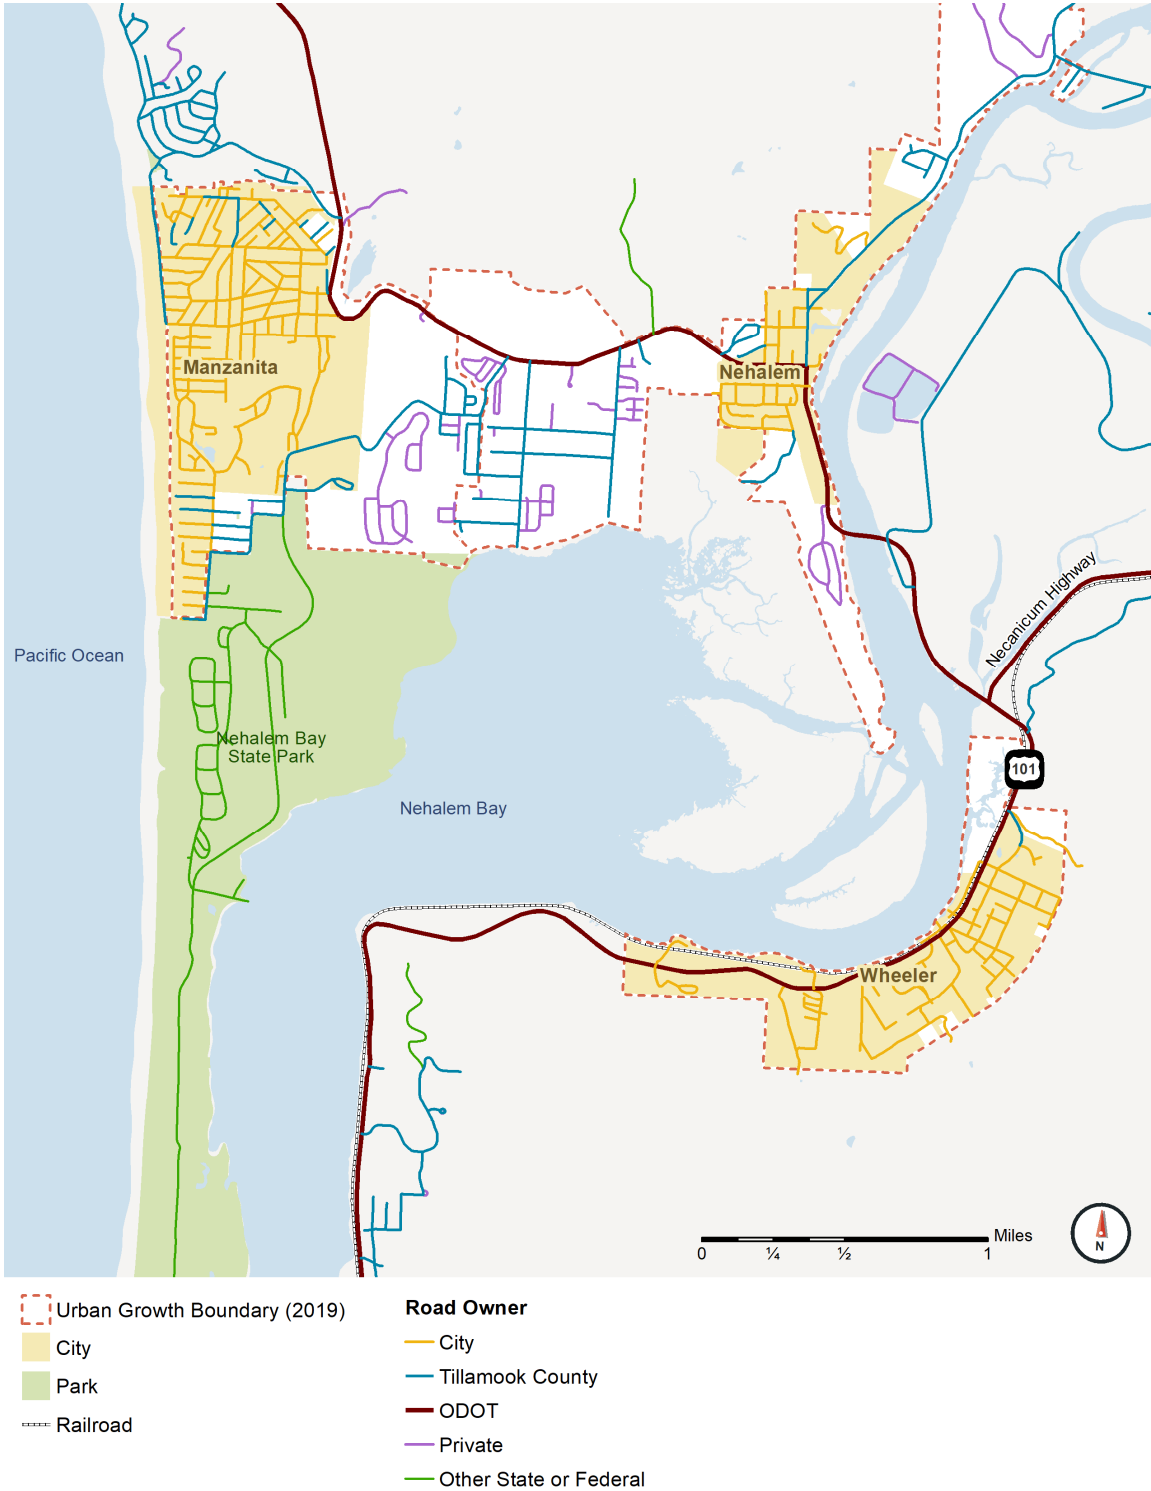 Manzanita
Nehalem
Necanicum Highway
Pacific Ocean
Nehalem Bay
State Park
101
Nehalem Bay
Wheeler
Miles
0
¼
½
1
N
Urban Growth Boundary (2019)
City
Park
Railroad
Road Owner
City
Tillamook County
ODOT
Private
Other State or Federal